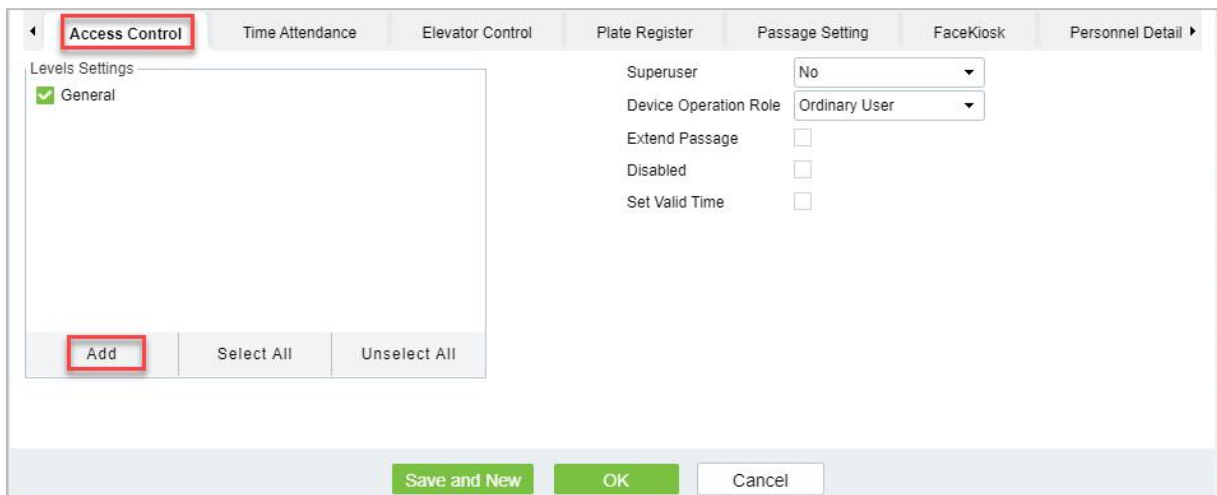 Access Control Time Attendance Elevator Control Plate Register Passage Setting FaceKiosk Personnel Detail
Levels Settings
General
Add Select All Unselect All
Superuser No
Device Operation Role Ordinary User
Extend Passage
Disabled
Set Valid Time
Save and New OK Cancel